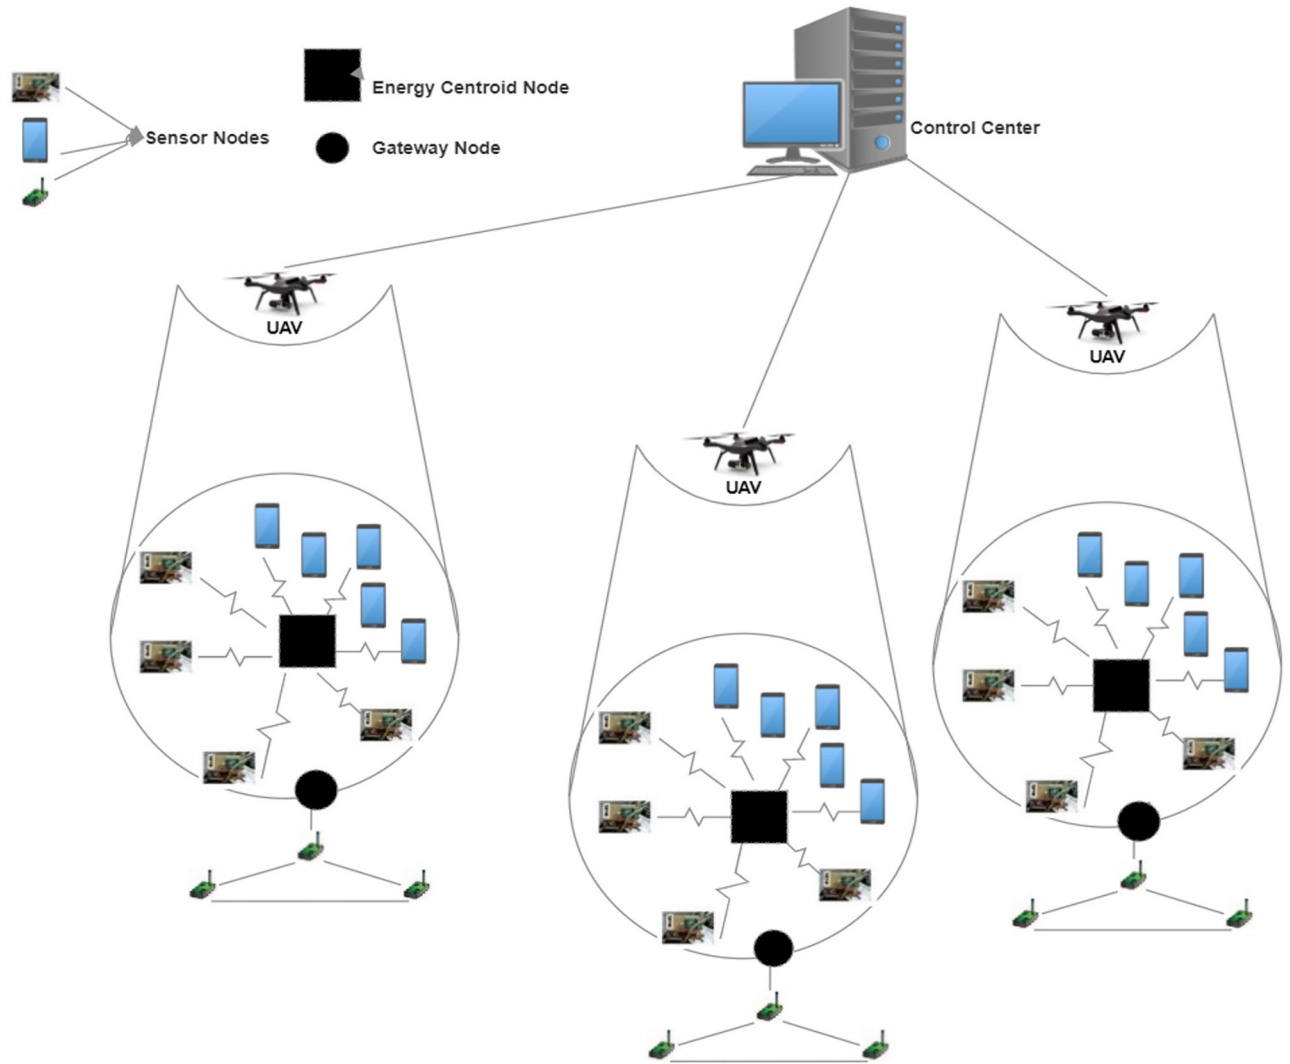 Energy Centroid Node
Sensor Nodes
Gateway Node
Control Center
UAV
UAV
UAV